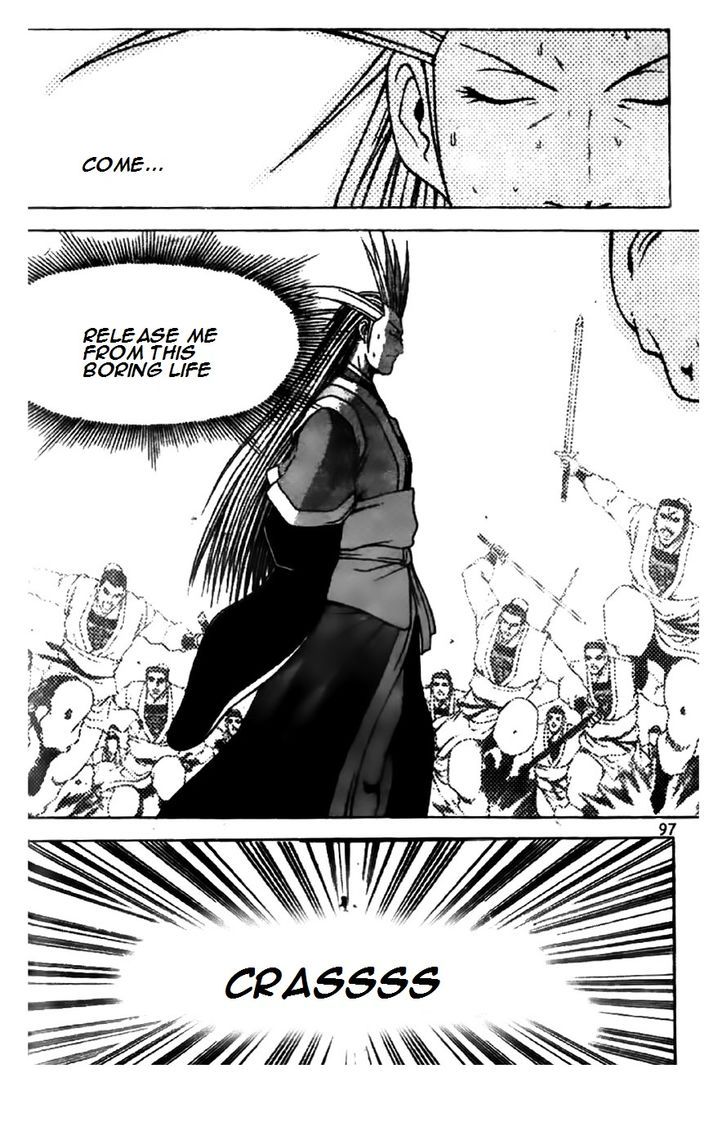 COME...
RELEASE ME
FROM THIS
BORING LIFE
97
CRASSSS